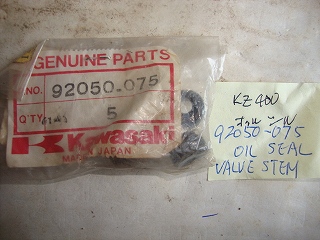 GENUINE PARTS
NO. 92050-075
Q'TY 5
Kawasaki
MADE IN JAPAN
KZ400
オイルシール
92050-075
OIL SEAL
VALVE STEM